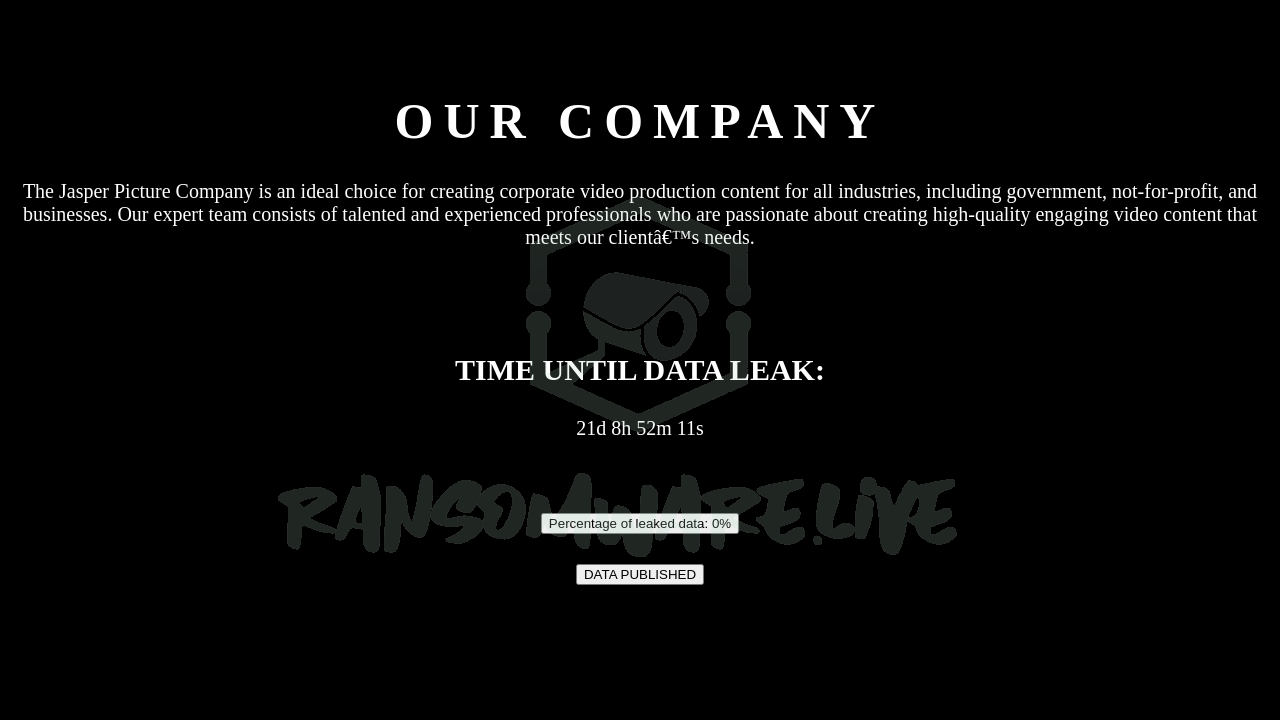 OUR COMPANY
The Jasper Picture Company is an ideal choice for creating corporate video production content for all industries, including government, not-for-profit, and
businesses. Our expert team consists of talented and experienced professionals who are passionate about creating high-quality engaging video content that
meets our clientâ€™s needs.
TIME UNTIL DATA LEAK:
21d 8h 52m 11s
RANSOMWARE.LIVE
Percentage of leaked data: 0%
DATA PUBLISHED